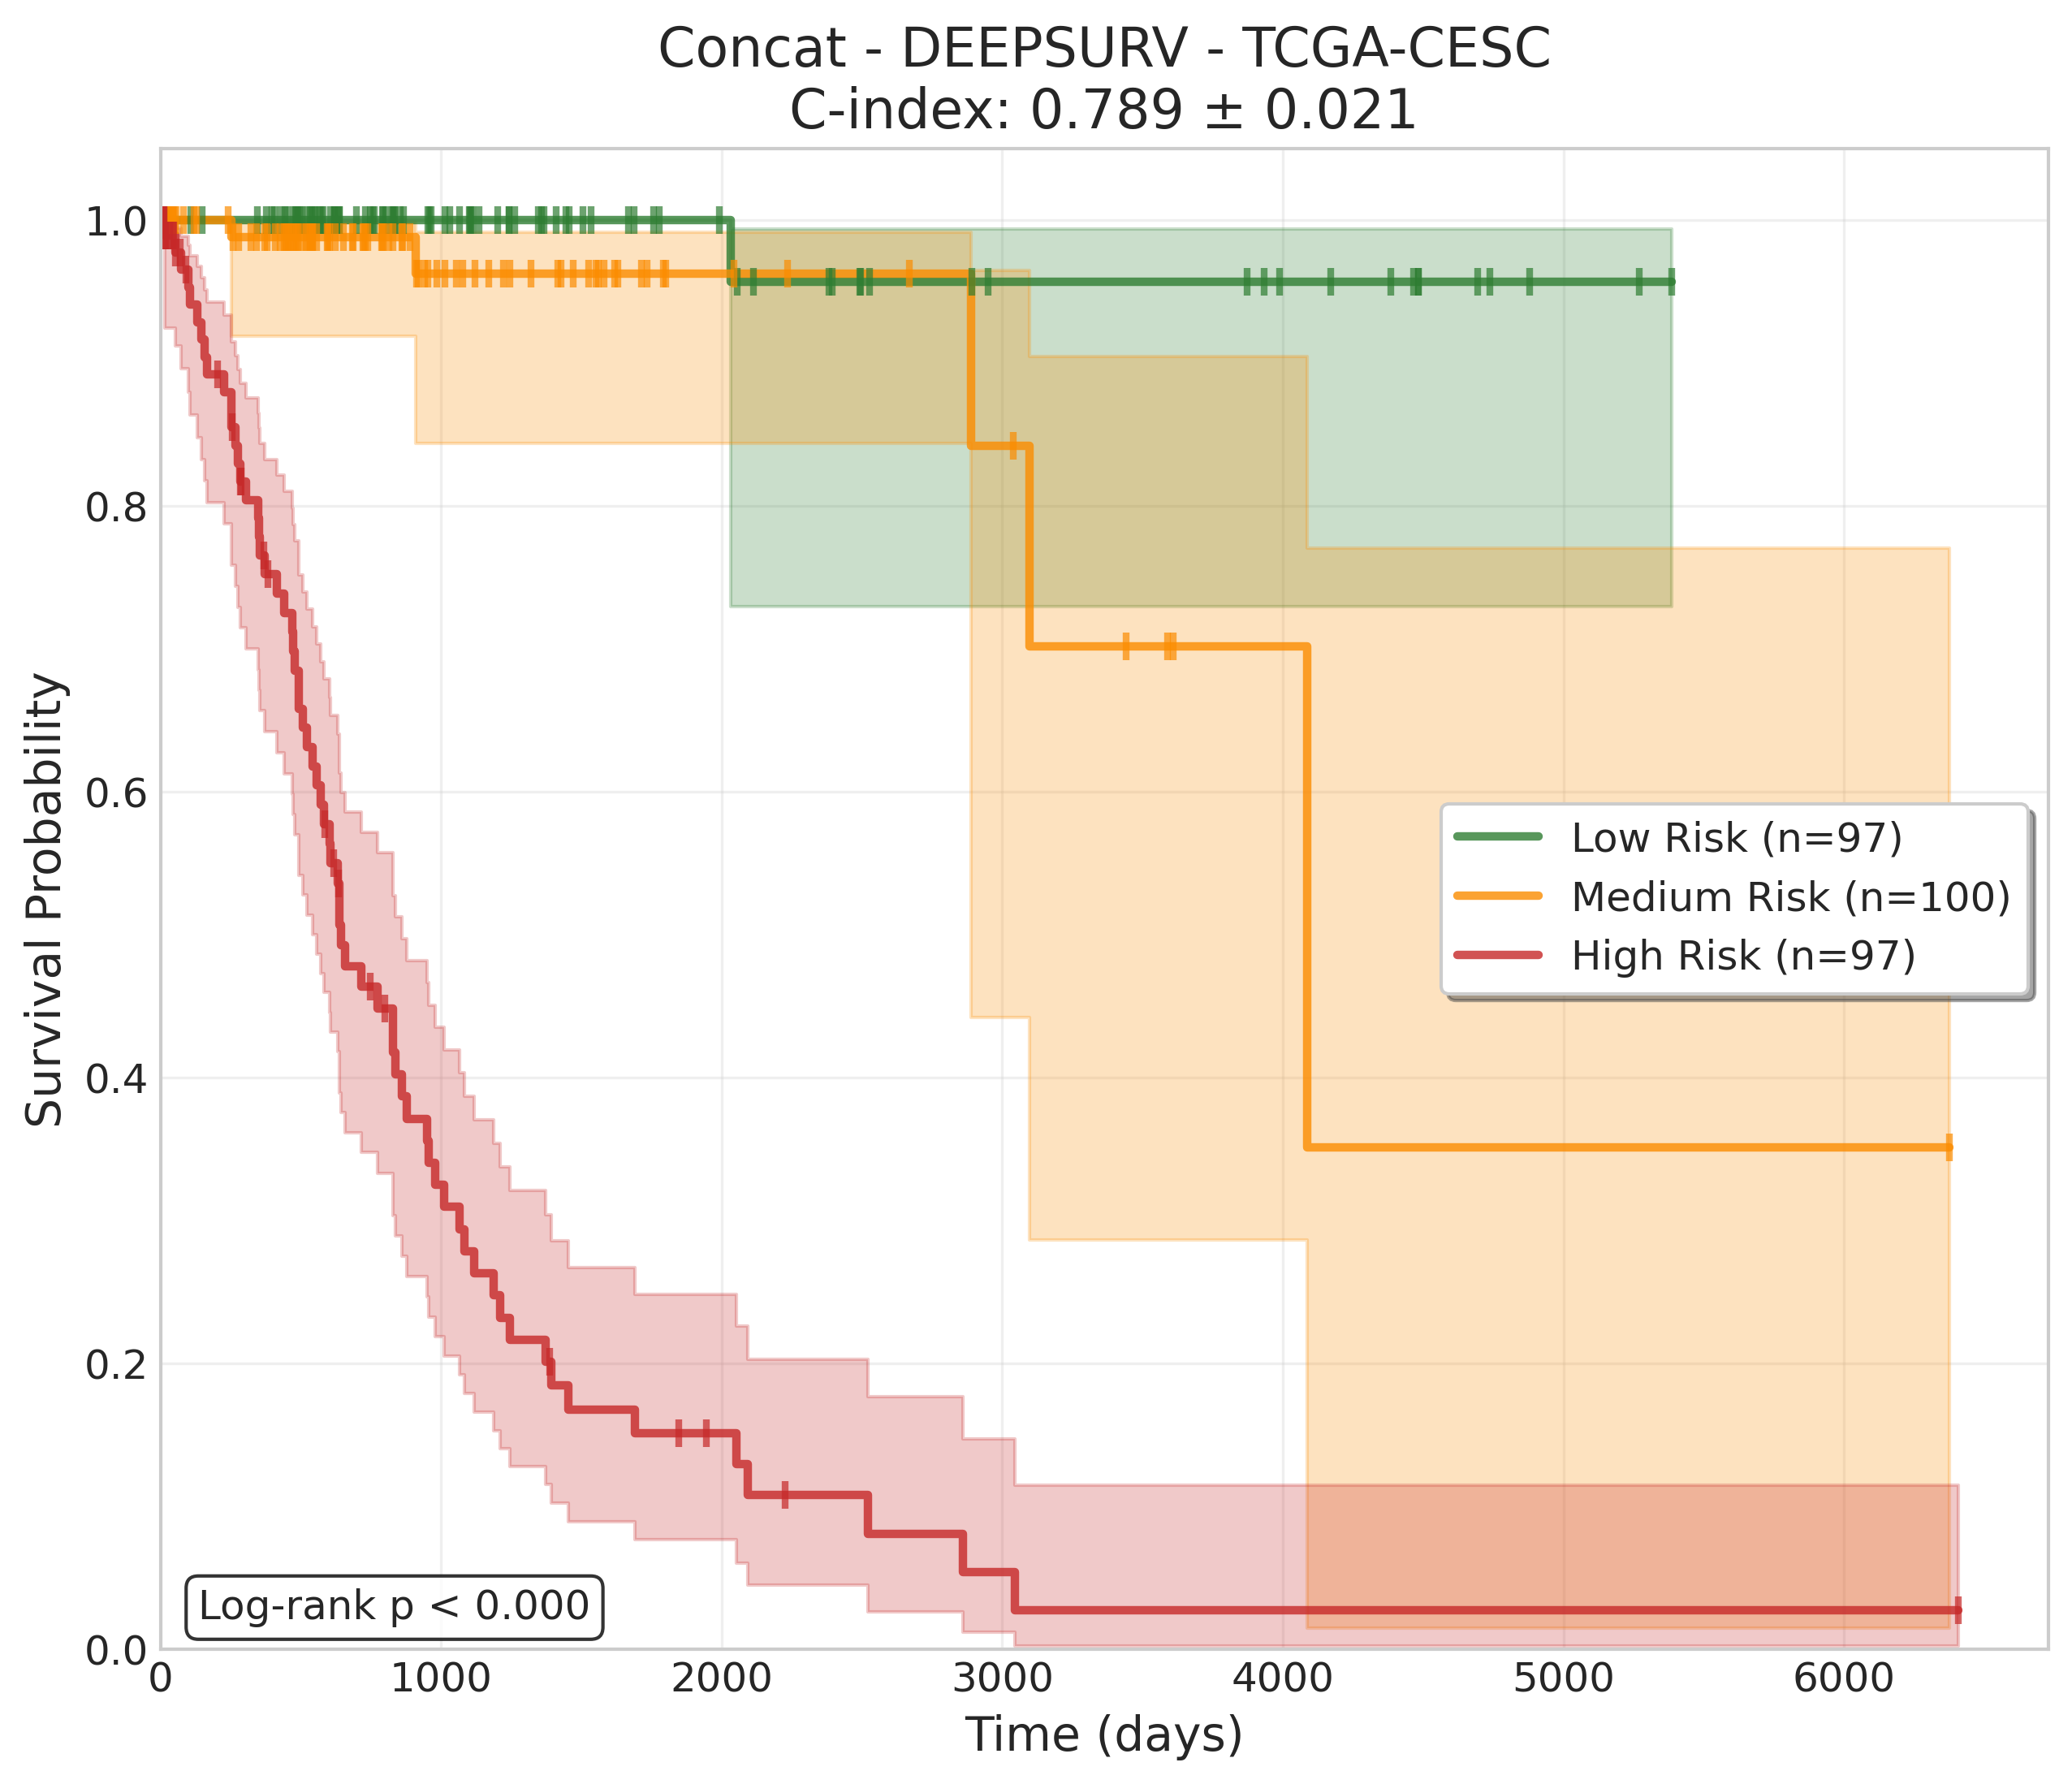 Concat - DEEPSURV - TCGA-CESC
C-index: 0.789 ± 0.021
Survival Probability
1.0
0.8
0.6
0.4
0.2
0.0
Low Risk (n=97)
Medium Risk (n=100)
High Risk (n=97)
Log-rank p < 0.000
0 1000 2000 3000 4000 5000 6000
Time (days)